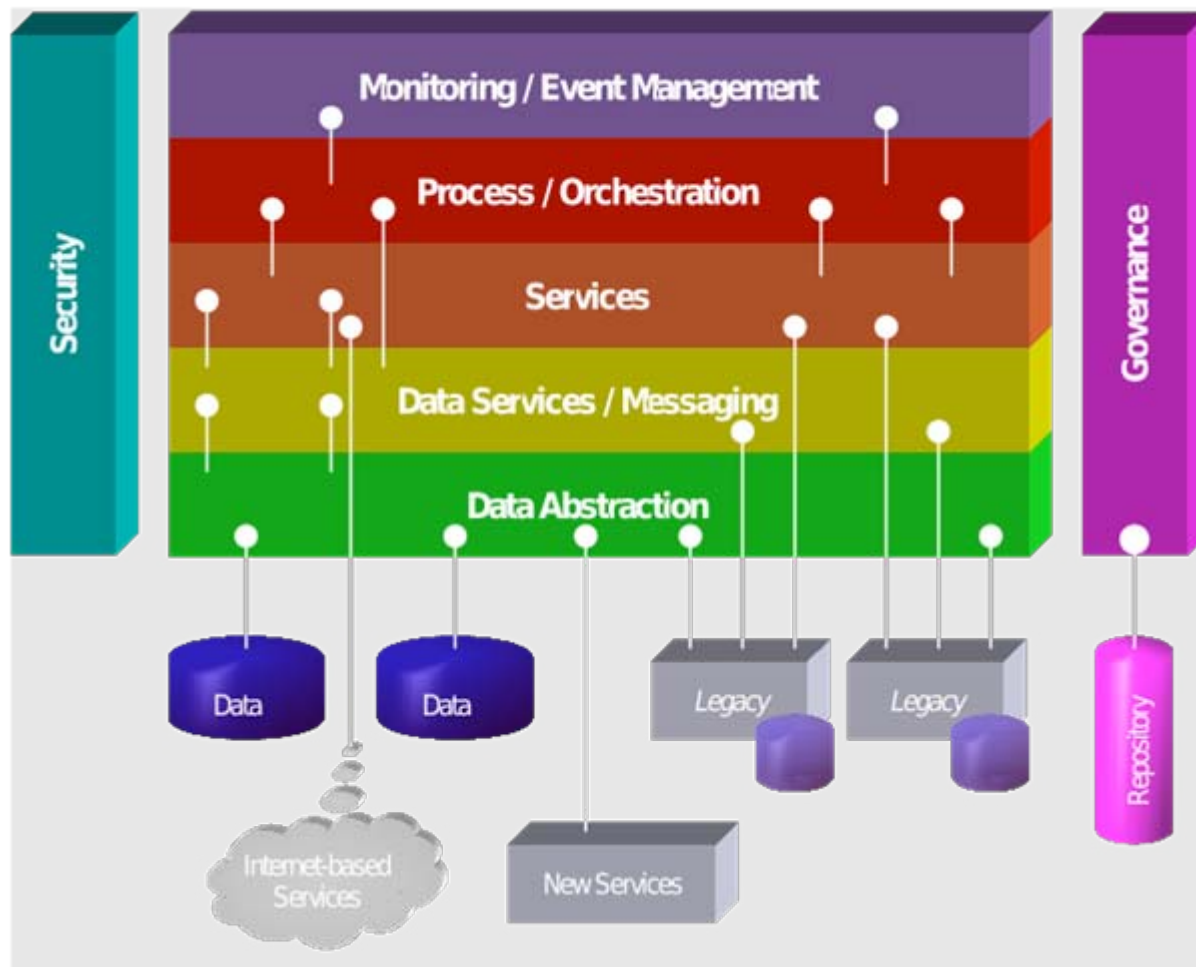 Monitoring / Event Management
Process / Orchestration
Services
Data Services / Messaging
Data Abstraction
Security
Governance
Data
Data
Legacy
Legacy
Repository
Internet-based
Services
New Services